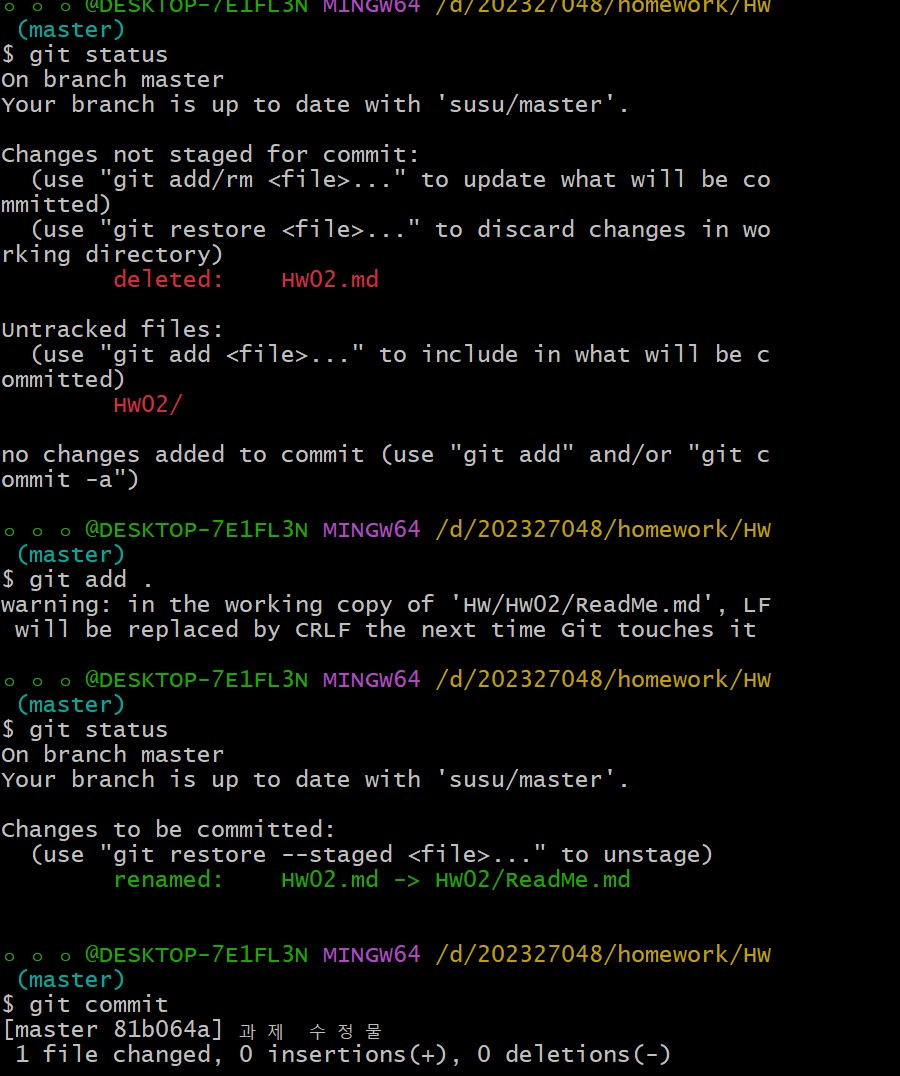 ㅇ ㅇ ㅇ @DESKTOP-7E1FL3N MINGW64 /d/202327048/homework/HW
 (master)
$ git status
On branch master
Your branch is up to date with 'susu/master'.
Changes not staged for commit:
  (use "git add/rm <file>..." to update what will be co
mmitted)
  (use "git restore <file>..." to discard changes in wo
rking directory)
        deleted:    HW02.md
Untracked files:
  (use "git add <file>..." to include in what will be c
ommitted)
        HW02/
no changes added to commit (use "git add" and/or "git c
ommit -a")
ㅇ ㅇ ㅇ @DESKTOP-7E1FL3N MINGW64 /d/202327048/homework/HW
 (master)
$ git add .
warning: in the working copy of 'HW/HW02/ReadMe.md', LF
 will be replaced by CRLF the next time Git touches it
ㅇ ㅇ ㅇ @DESKTOP-7E1FL3N MINGW64 /d/202327048/homework/HW
 (master)
$ git status
On branch master
Your branch is up to date with 'susu/master'.
Changes to be committed:
  (use "git restore --staged <file>..." to unstage)
        renamed:    HW02.md -> HW02/ReadMe.md
ㅇ ㅇ ㅇ @DESKTOP-7E1FL3N MINGW64 /d/202327048/homework/HW
 (master)
$ git commit
[master 81b064a] 과제 수정물
 1 file changed, 0 insertions(+), 0 deletions(-)